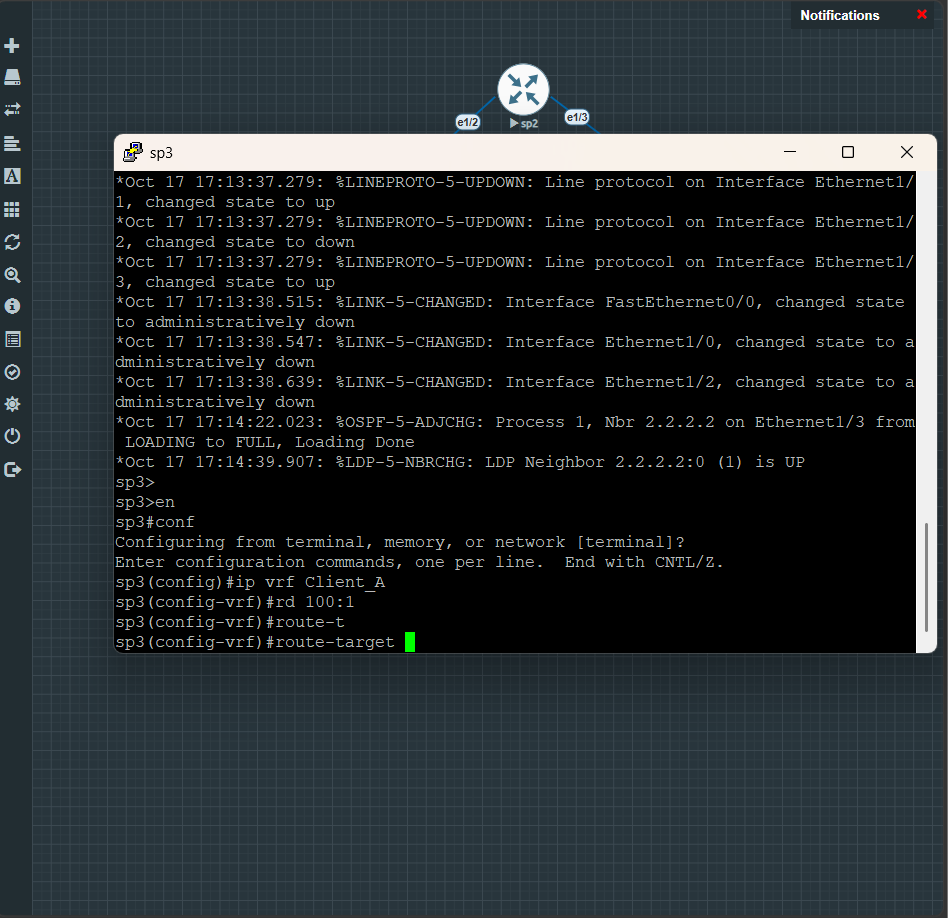 Notifications
e1/2
sp2
e1/3
sp3
*Oct 17 17:13:37.279: %LINEPROTO-5-UPDOWN: Line protocol on Interface Ethernet1/
1, changed state to up
*Oct 17 17:13:37.279: %LINEPROTO-5-UPDOWN: Line protocol on Interface Ethernet1/
2, changed state to down
*Oct 17 17:13:37.279: %LINEPROTO-5-UPDOWN: Line protocol on Interface Ethernet1/
3, changed state to up
*Oct 17 17:13:38.515: %LINK-5-CHANGED: Interface FastEthernet0/0, changed state
to administratively down
*Oct 17 17:13:38.547: %LINK-5-CHANGED: Interface Ethernet1/0, changed state to a
dministratively down
*Oct 17 17:13:38.639: %LINK-5-CHANGED: Interface Ethernet1/2, changed state to a
dministratively down
*Oct 17 17:14:22.023: %OSPF-5-ADJCHG: Process 1, Nbr 2.2.2.2 on Ethernet1/3 from
 LOADING to FULL, Loading Done
*Oct 17 17:14:39.907: %LDP-5-NBRCHG: LDP Neighbor 2.2.2.2:0 (1) is UP
sp3>
sp3>en
sp3#conf
Configuring from terminal, memory, or network [terminal]?
Enter configuration commands, one per line.  End with CNTL/Z.
sp3(config)#ip vrf Client_A
sp3(config-vrf)#rd 100:1
sp3(config-vrf)#route-t
sp3(config-vrf)#route-target